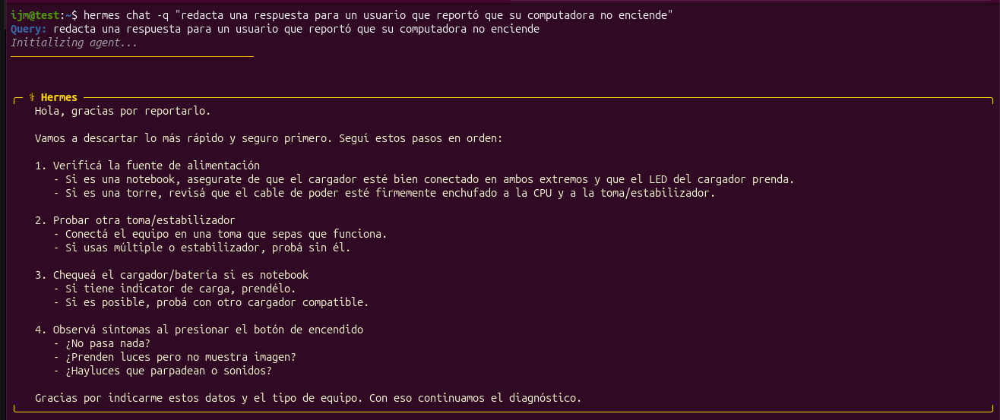 ijm@test:~$ hermes chat -q "redacta una respuesta para un usuario que reportó que su computadora no enciende"
Query: redacta una respuesta para un usuario que reportó que su computadora no enciende
Initializing agent...
⚕ Hermes
Hola, gracias por reportarlo.
Vamos a descartar lo más rápido y seguro primero. Seguí estos pasos en orden:
1. Verificá la fuente de alimentación
- Si es una notebook, asegurate de que el cargador esté bien conectado en ambos extremos y que el LED del cargador prenda.
- Si es una torre, revisá que el cable de poder esté firmemente enchufado a la CPU y a la toma/estabilizador.
2. Probar otra toma/estabilizador
- Conectá el equipo en una toma que sepas que funciona.
- Si usas múltiple o estabilizador, probá sin él.
3. Chequeá el cargador/batería si es notebook
- Si tiene indicator de carga, prendélo.
- Si es posible, probá con otro cargador compatible.
4. Observá síntomas al presionar el botón de encendido
- ¿No pasa nada?
- ¿Prenden luces pero no muestra imagen?
- ¿Hayluces que parpadean o sonidos?
Gracias por indicarme estos datos y el tipo de equipo. Con eso continuamos el diagnóstico.